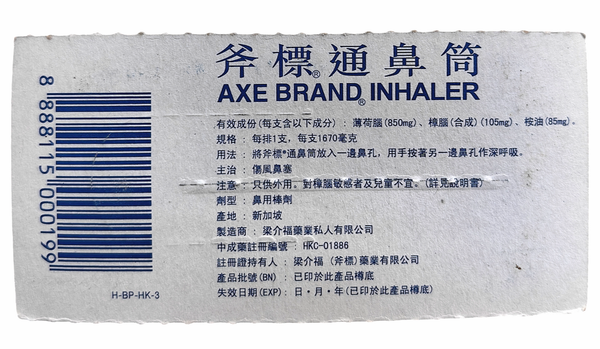 斧標®通鼻筒
AXE BRAND® INHALER
有效成份(每支含以下成分)：薄荷腦(850mg)、樟腦(合成)(105mg)、桉油(85mg)。
規格：每排1支，每支1670毫克
用法：將斧標®通鼻筒放入一邊鼻孔，用手按著另一邊鼻孔作深呼吸。
主治：傷風鼻塞
注意：只供外用。對樟腦敏感者及兒童不宜。(詳見說明書)
劑型：鼻用棒劑
產地：新加坡
製造商：梁介福藥業私人有限公司
中成藥註冊編號：HKC-01886
註冊證持有人：梁介福(斧標)藥業有限公司
產品批號(BN)：已印於此產品樽底
失效日期(EXP)：日・月・年(已印於此產品樽底)
8 888115 000199
H-BP-HK-3